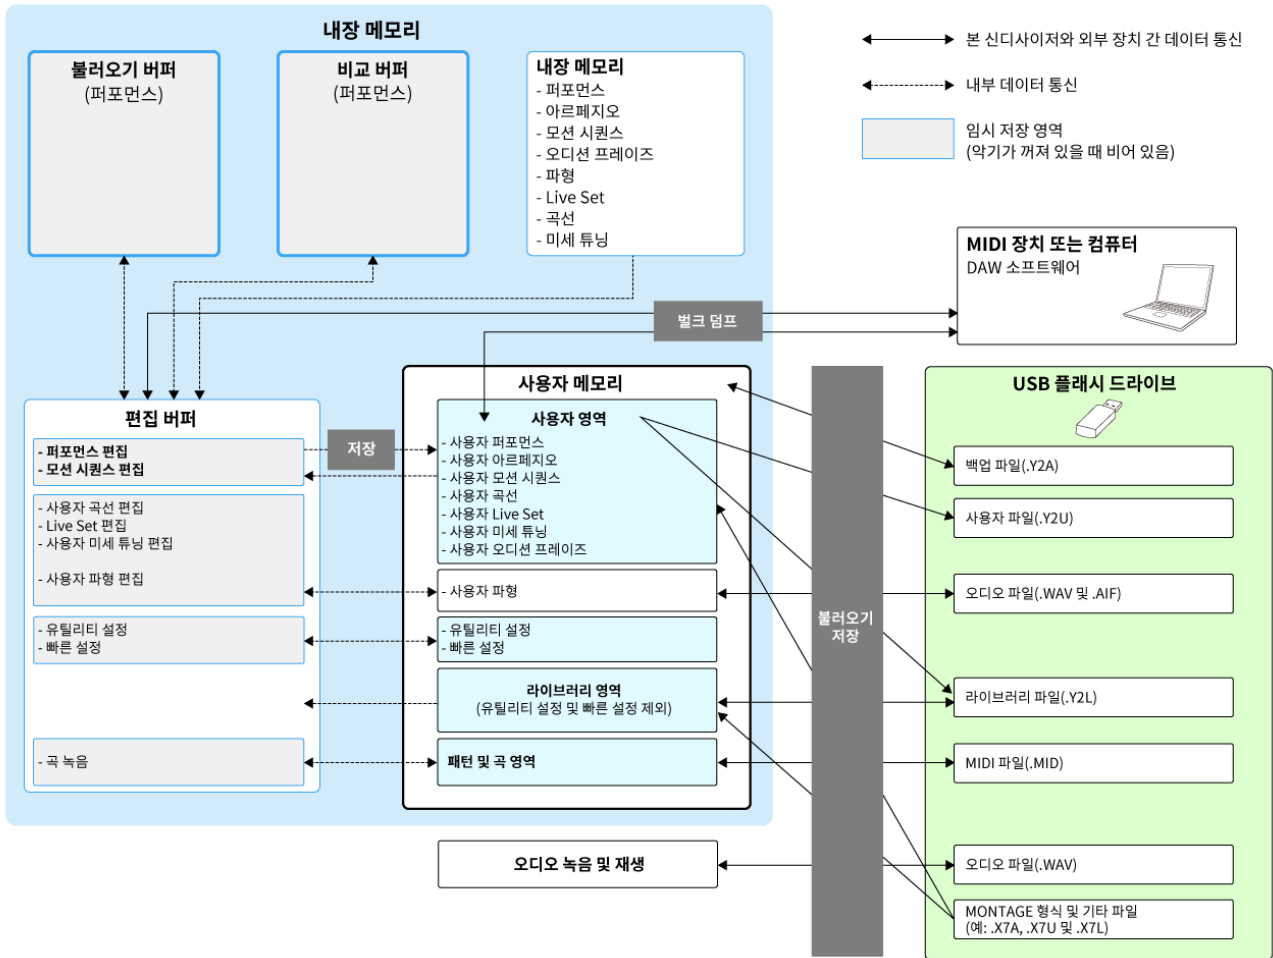 내장 메모리
불러오기 버퍼
(퍼포먼스)
비교 버퍼
(퍼포먼스)
내장 메모리
- 퍼포먼스
- 아르페지오
- 모션 시퀀스
- 오디션 프레이즈
- 파형
- Live Set
- 곡선
- 미세 튜닝
본 신디사이저와 외부 장치 간 데이터 통신
내부 데이터 통신
임시 저장 영역
(악기가 꺼져 있을 때 비어 있음)
MIDI 장치 또는 컴퓨터
DAW 소프트웨어
벌크 덤프
편집 버퍼
- 퍼포먼스 편집
- 모션 시퀀스 편집
- 사용자 곡선 편집
- Live Set 편집
- 사용자 미세 튜닝 편집
- 사용자 파형 편집
- 유틸리티 설정
- 빠른 설정
- 곡 녹음
저장
사용자 메모리
사용자 영역
- 사용자 퍼포먼스
- 사용자 아르페지오
- 사용자 모션 시퀀스
- 사용자 곡선
- 사용자 Live Set
- 사용자 미세 튜닝
- 사용자 오디션 프레이즈
- 사용자 파형
- 유틸리티 설정
- 빠른 설정
라이브러리 영역
(유틸리티 설정 및 빠른 설정 제외)
패턴 및 곡 영역
오디오 녹음 및 재생
불러오기
저장
USB 플래시 드라이브
백업 파일(.Y2A)
사용자 파일(.Y2U)
오디오 파일(.WAV 및 .AIF)
라이브러리 파일(.Y2L)
MIDI 파일(.MID)
오디오 파일(.WAV)
MONTAGE 형식 및 기타 파일
(예: .X7A, .X7U 및 .X7L)